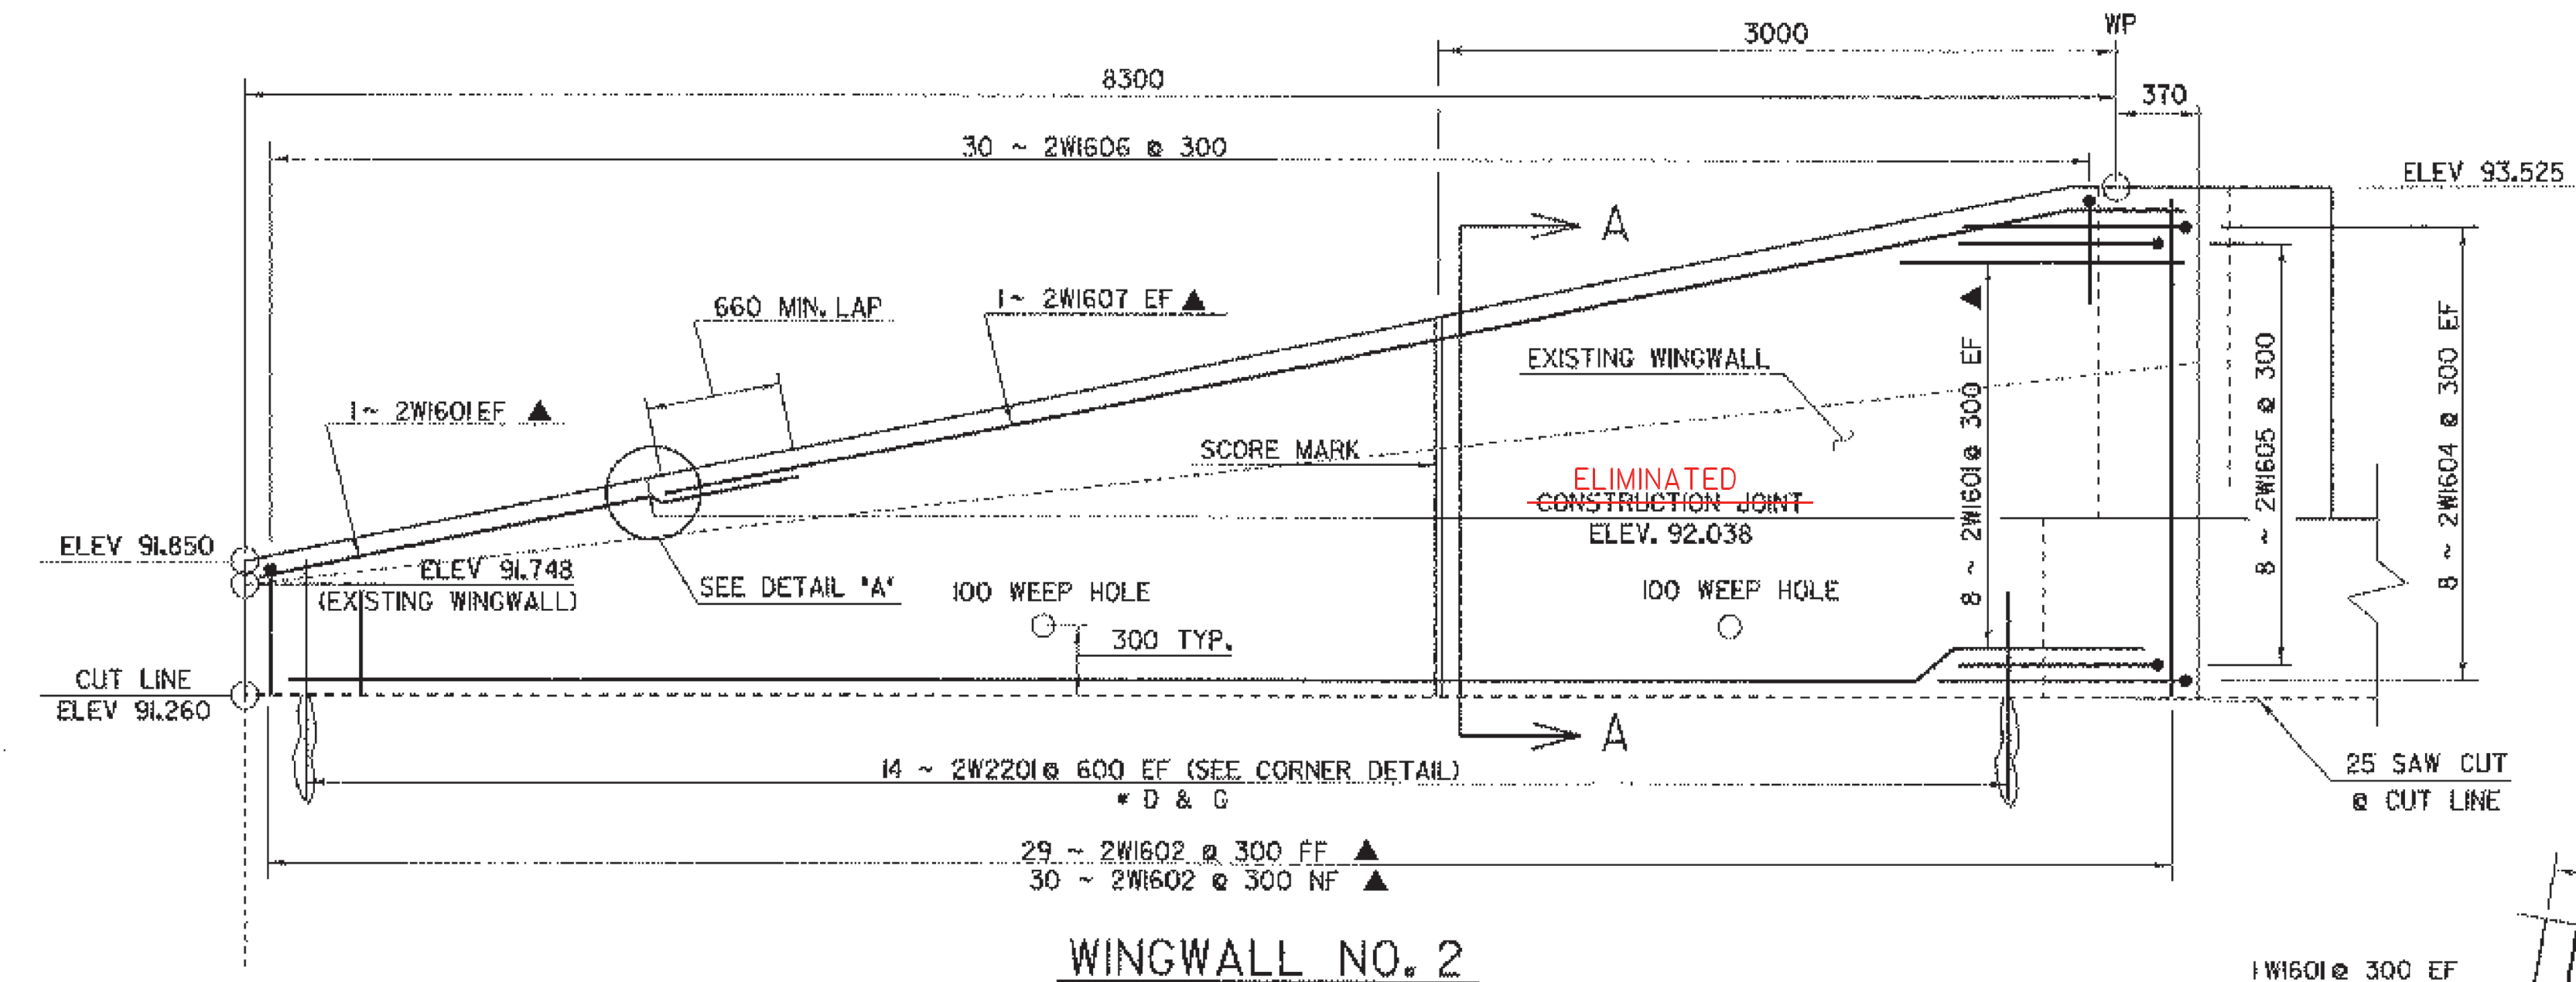 WP
3000
8300
370
30 ~ 2W1606 @ 300
ELEV 93.525
A
660 MIN. LAP
1~ 2W1607 EF ▲
EXISTING WINGWALL
1~ 2W1601 EF ▲
SCORE MARK
ELIMINATED
CONSTRUCTION JOINT
ELEV. 92.038
8 ~ 2W1601 @ 300 EF ▲
8 ~ 2W1605 @ 300
8 ~ 2W1604 @ 300 EF
ELEV 91.850
ELEV 91.748
(EXISTING WINGWALL)
SEE DETAIL "A"
100 WEEP HOLE
100 WEEP HOLE
300 TYP.
CUT LINE
ELEV 91.260
A
14 ~ 2W2201 @ 600 EF (SEE CORNER DETAIL)
* D & G
25 SAW CUT
@ CUT LINE
29 ~ 2W1602 @ 300 FF ▲
30 ~ 2W1602 @ 300 NF ▲
WINGWALL NO. 2
1W1601 @ 300 EF